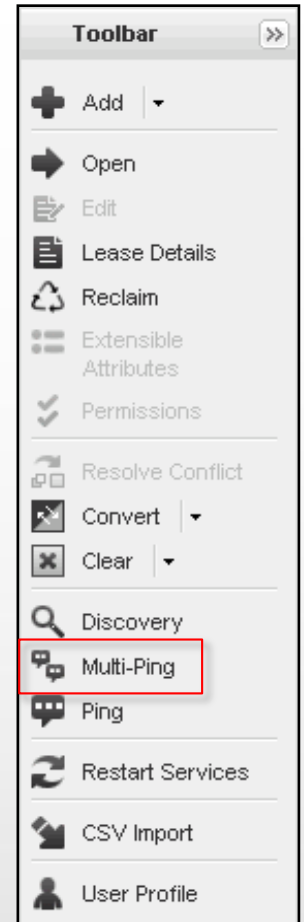 Toolbar
Add
Open
Edit
Lease Details
Reclaim
Extensible
Attributes
Permissions
Resolve Conflict
Convert
Clear
Discovery
Multi-Ping
Ping
Restart Services
CSV Import
User Profile